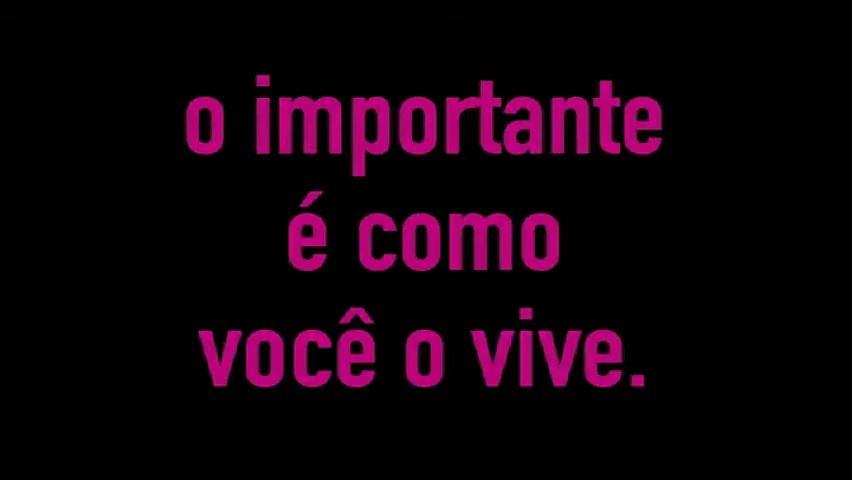 o importante
é como
você o vive.